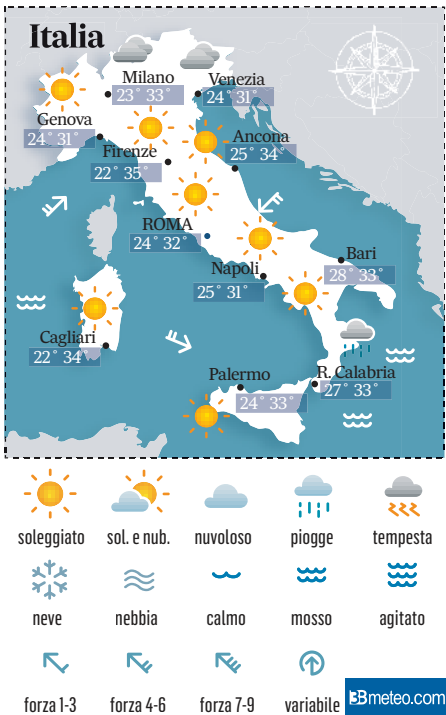 Italia
Milano
23° 33°
Venezia
24° 31°
Genova
24° 31°
Ancona
25° 34°
Firenze
22° 35°
ROMA
24° 32°
Bari
28° 33°
Napoli
25° 31°
Cagliari
22° 34°
Palermo
24° 33°
R. Calabria
27° 33°
soleggiato sol. e nub. nuvoloso piogge tempesta
neve nebbia calmo mosso agitato
forza 1-3 forza 4-6 forza 7-9 variabile
3Bmeteo.com